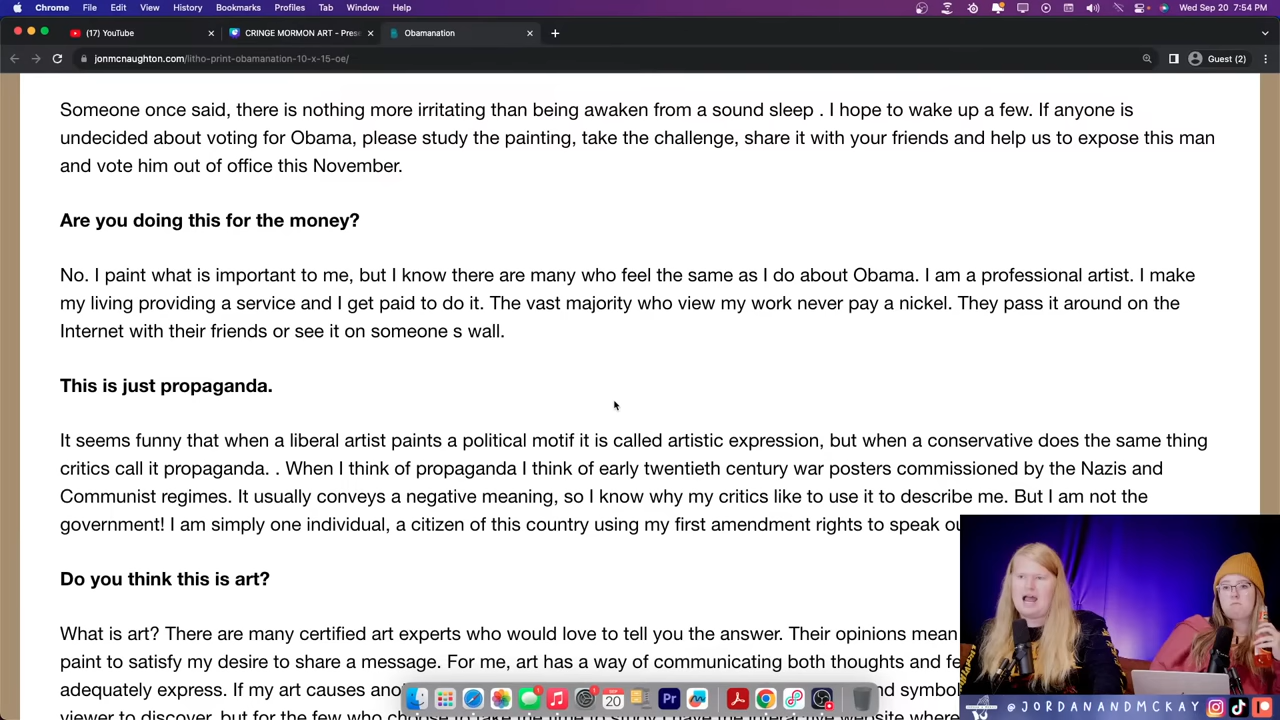 Chrome File Edit View History Bookmarks Profiles Tab Window Help
Wed Sep 20 7:54 PM
(17) YouTube
CRINGE MORMON ART - Pres
Obamanation
jonmcnaughton.com/litho-print-obamanation-10-x-15-oe/
Guest (2)
Someone once said, there is nothing more irritating than being awaken from a sound sleep . I hope to wake up a few. If anyone is
undecided about voting for Obama, please study the painting, take the challenge, share it with your friends and help us to expose this man
and vote him out of office this November.
Are you doing this for the money?
No. I paint what is important to me, but I know there are many who feel the same as I do about Obama. I am a professional artist. I make
my living providing a service and I get paid to do it. The vast majority who view my work never pay a nickel. They pass it around on the
Internet with their friends or see it on someone s wall.
This is just propaganda.
It seems funny that when a liberal artist paints a political motif it is called artistic expression, but when a conservative does the same thing
critics call it propaganda. . When I think of propaganda I think of early twentieth century war posters commissioned by the Nazis and
Communist regimes. It usually conveys a negative meaning, so I know why my critics like to use it to describe me. But I am not the
government! I am simply one individual, a citizen of this country using my first amendment rights to speak
Do you think this is art?
What is art? There are many certified art experts who would love to tell you the answer. Their opinions mean
paint to satisfy my desire to share a message. For me, art has a way of communicating both thoughts and
adequately express. If my art causes
viewer to discover, but for the few who
SEP
20
Pr
@JORDANANDMCKAY